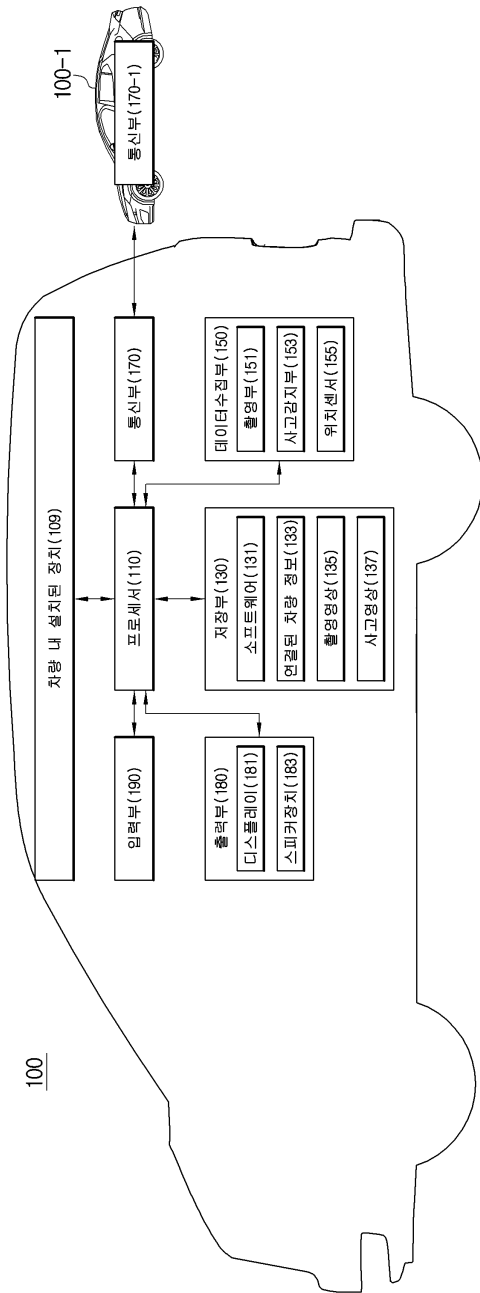 100
차량 내 설치된 장치(109)
입력부(190)
프로세서(110)
통신부(170)
통신부(170-1)
100-1
출력부(180)
디스플레이(181)
스피커장치(183)
저장부(130)
소프트웨어(131)
연결된 차량 정보(133)
촬영영상(135)
사고영상(137)
데이터수집부(150)
촬영부(151)
사고감지부(153)
위치센서(155)